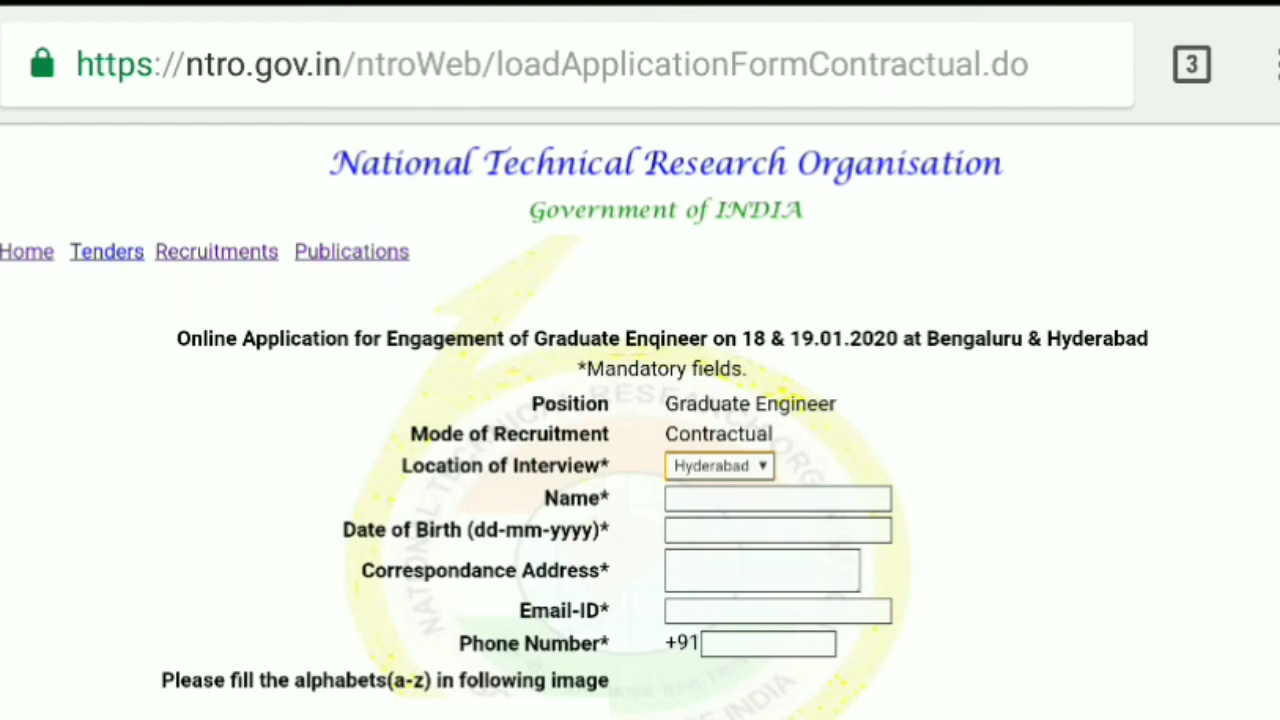 https://ntro.gov.in/ntroWeb/loadApplicationFormContractual.do 3
National Technical Research Organisation
Government of INDIA
Home Tenders Recruitments Publications
Online Application for Engagement of Graduate Enqineer on 18 & 19.01.2020 at Bengaluru & Hyderabad
*Mandatory fields.
Position Graduate Engineer
Mode of Recruitment Contractual
Location of Interview* Hyderabad
Name*
Date of Birth (dd-mm-yyyy)*
Correspondance Address*
Email-ID*
Phone Number* +91
Please fill the alphabets(a-z) in following image